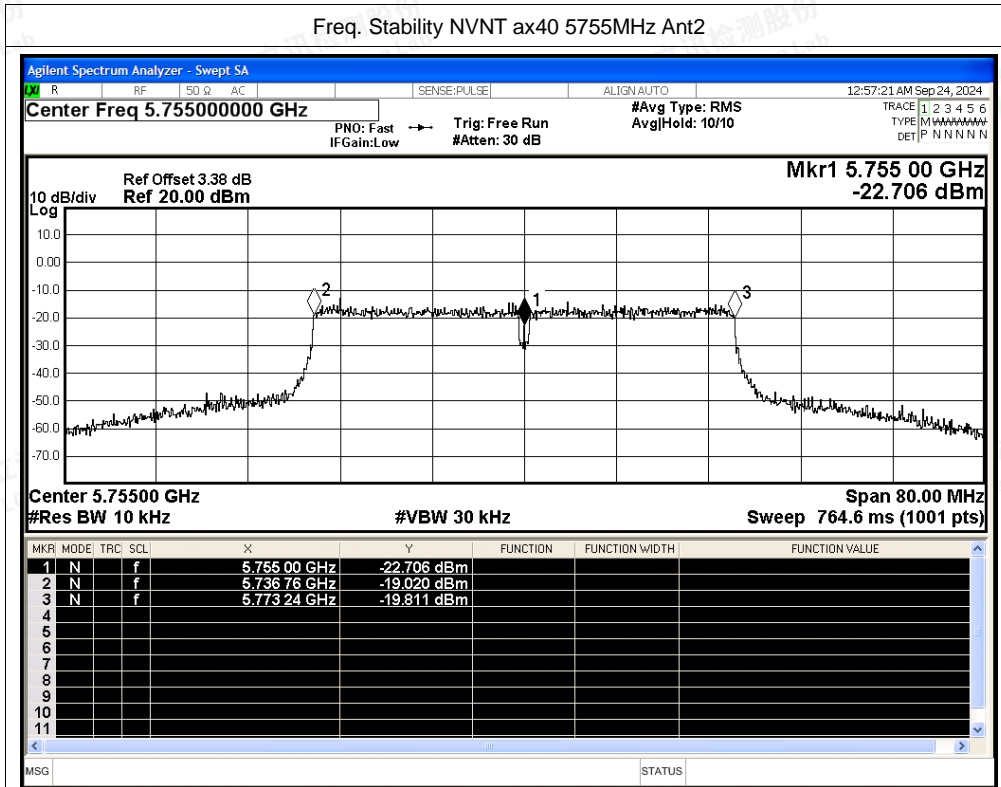 Freq. Stability NVNT ax40 5755MHz Ant2
Agilent Spectrum Analyzer - Swept SA
LXI R RF 50 Ω AC SENSE:PULSE ALIGN AUTO 12:57:21 AM Sep 24, 2024
Center Freq 5.755000000 GHz #Avg Type: RMS TRACE 1 2 3 4 5 6
PNO: Fast Trig: Free Run Avg|Hold: 10/10 TYPE M
IFGain:Low #Atten: 30 dB DET P N N N N N
Mkr1 5.755 00 GHz
Ref Offset 3.38 dB
10 dB/div Ref 20.00 dBm -22.706 dBm
Log
10.0
0.00
-10.0
2 1 3
-20.0
-30.0
-40.0
-50.0
-60.0
-70.0
Center 5.75500 GHz Span 80.00 MHz
#Res BW 10 kHz #VBW 30 kHz Sweep 764.6 ms (1001 pts)
MKR MODE TRC SCL X Y FUNCTION FUNCTION WIDTH FUNCTION VALUE
1 N f 5.755 00 GHz -22.706 dBm
2 N f 5.736 76 GHz -19.020 dBm
3 N f 5.773 24 GHz -19.811 dBm
4
5
6
7
8
9
10
11
MSG STATUS